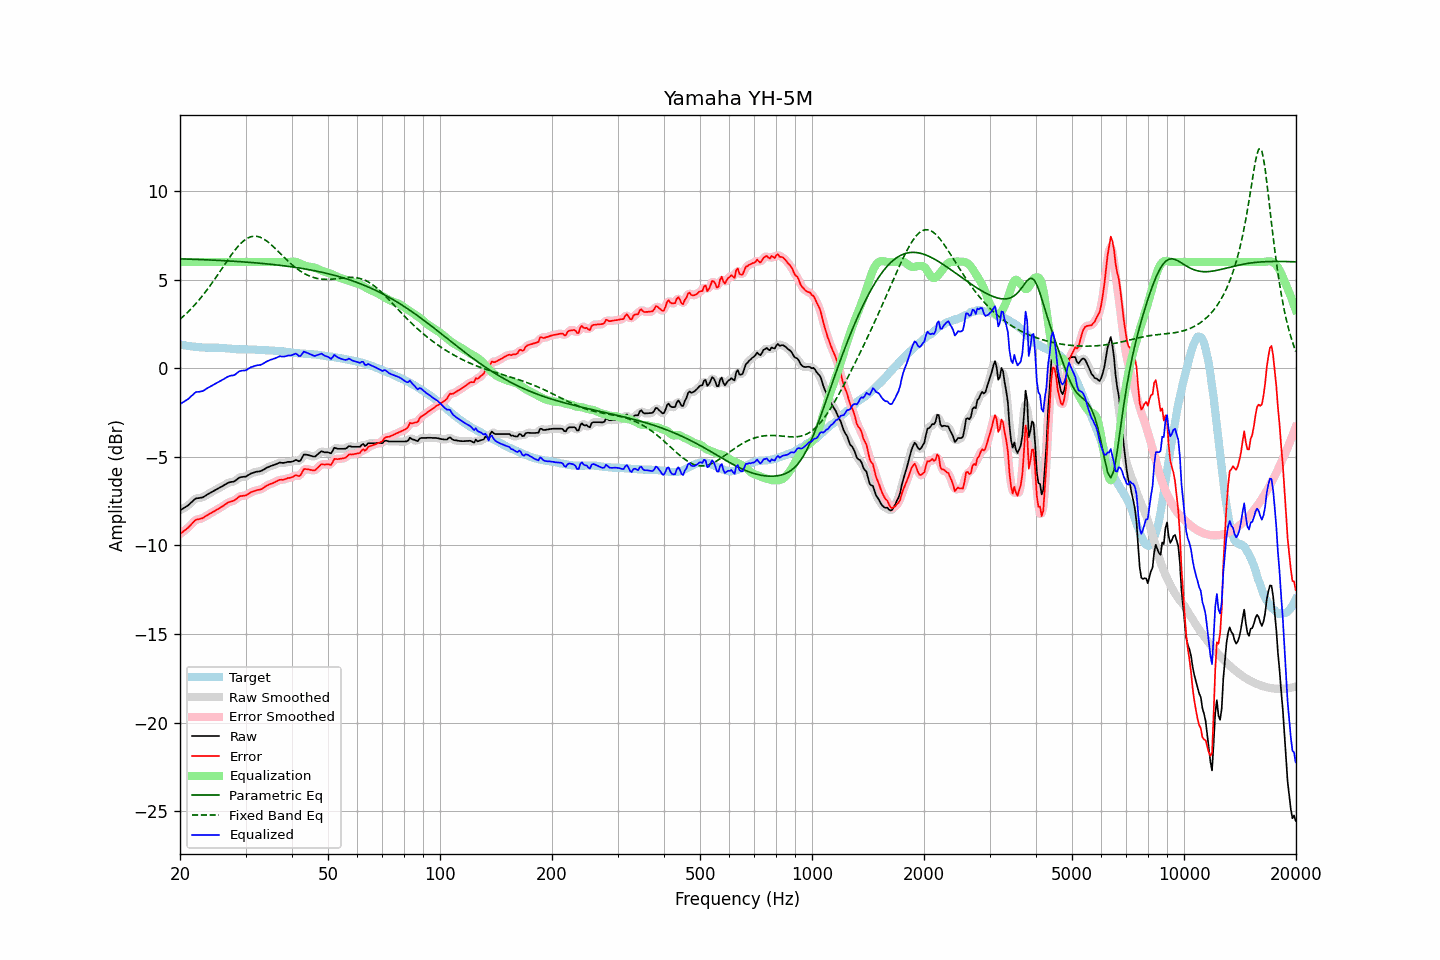 Yamaha YH-5M
Amplitude (dBr)
10
5
0
−5
−10
−15
−20
−25
Target
Raw Smoothed
Error Smoothed
Raw
Error
Equalization
Parametric Eq
Fixed Band Eq
Equalized
20 50 100 200 500 1000 2000 5000 10000 20000
Frequency (Hz)